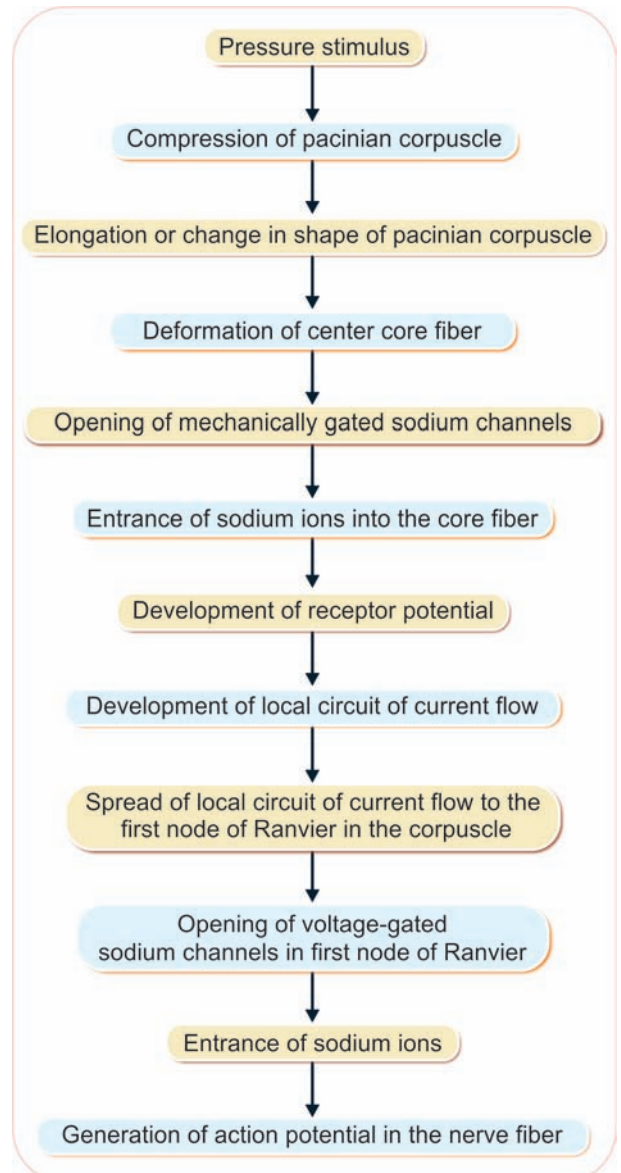 Pressure stimulus
Compression of pacinian corpuscle
Elongation or change in shape of pacinian corpuscle
Deformation of center core fiber
Opening of mechanically gated sodium channels
Entrance of sodium ions into the core fiber
Development of receptor potential
Development of local circuit of current flow
Spread of local circuit of current flow to the
first node of Ranvier in the corpuscle
Opening of voltage-gated
sodium channels in first node of Ranvier
Entrance of sodium ions
Generation of action potential in the nerve fiber